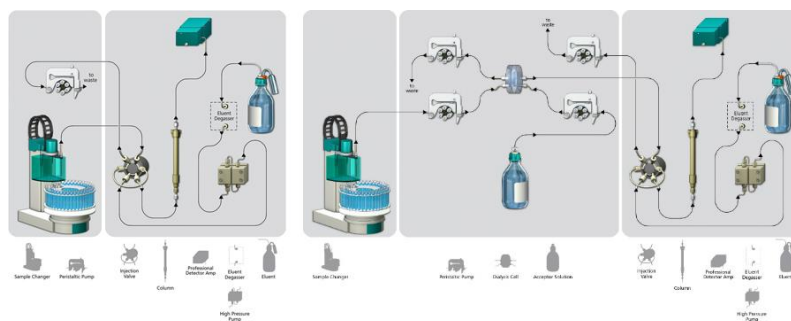 to
waste
Eluent
Degasser
Sample Changer
Peristaltic Pump
Injection
Valve
Column
Professional
Detector Amp
Eluent
Degasser
Eluent
High Pressure
Pump
to
waste
to
waste
Eluent
Degasser
Sample Changer
Peristaltic Pump
Dialysis Cell
Acceptor Solution
Injection
Valve
Column
Professional
Detector Amp
Eluent
Degasser
Eluent
High Pressure
Pump